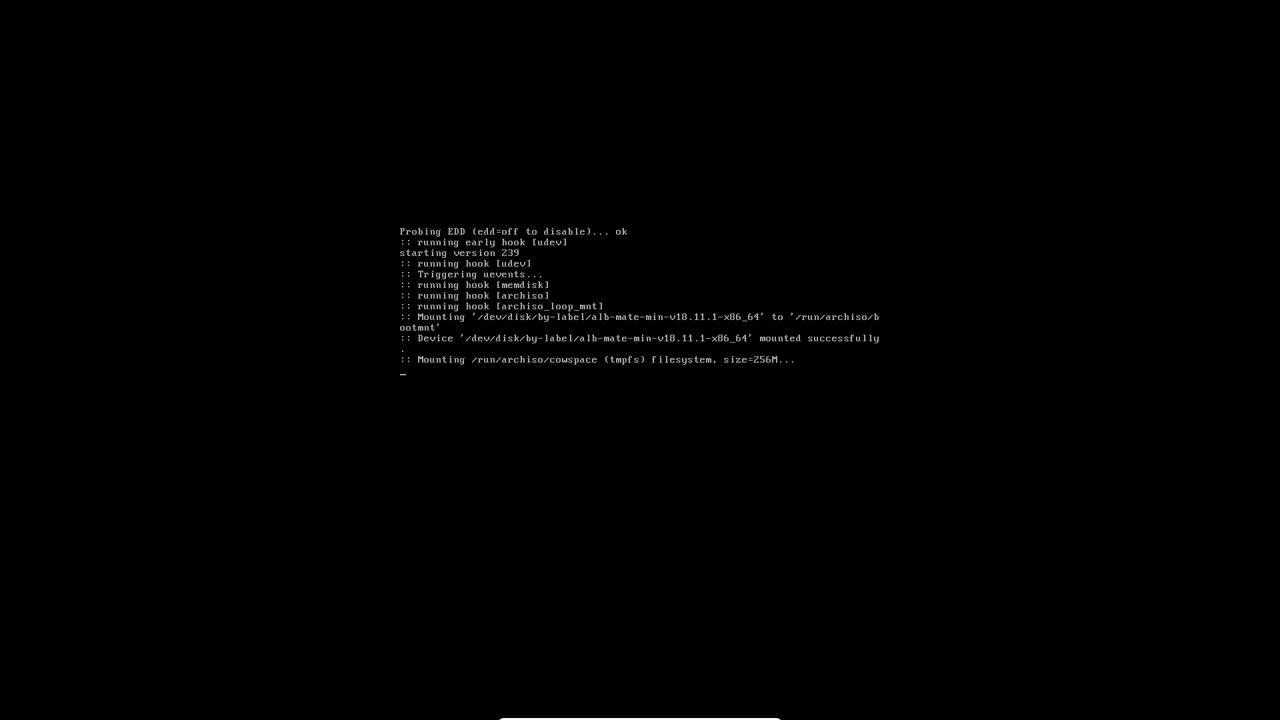 Probing EDD (edd=off to disable)... ok
:: running early hook [udev]
starting version 239
:: running hook [udev]
:: Triggering uevents...
:: running hook [memdisk]
:: running hook [archiso]
:: running hook [archiso_loop_mnt]
:: Mounting '/dev/disk/by-label/alb-mate-min-v18.11.1-x86_64' to '/run/archiso/b
ootmnt'
:: Device '/dev/disk/by-label/alb-mate-min-v18.11.1-x86_64' mounted successfully
.
:: Mounting /run/archiso/cowspace (tmpfs) filesystem, size=256M...
_